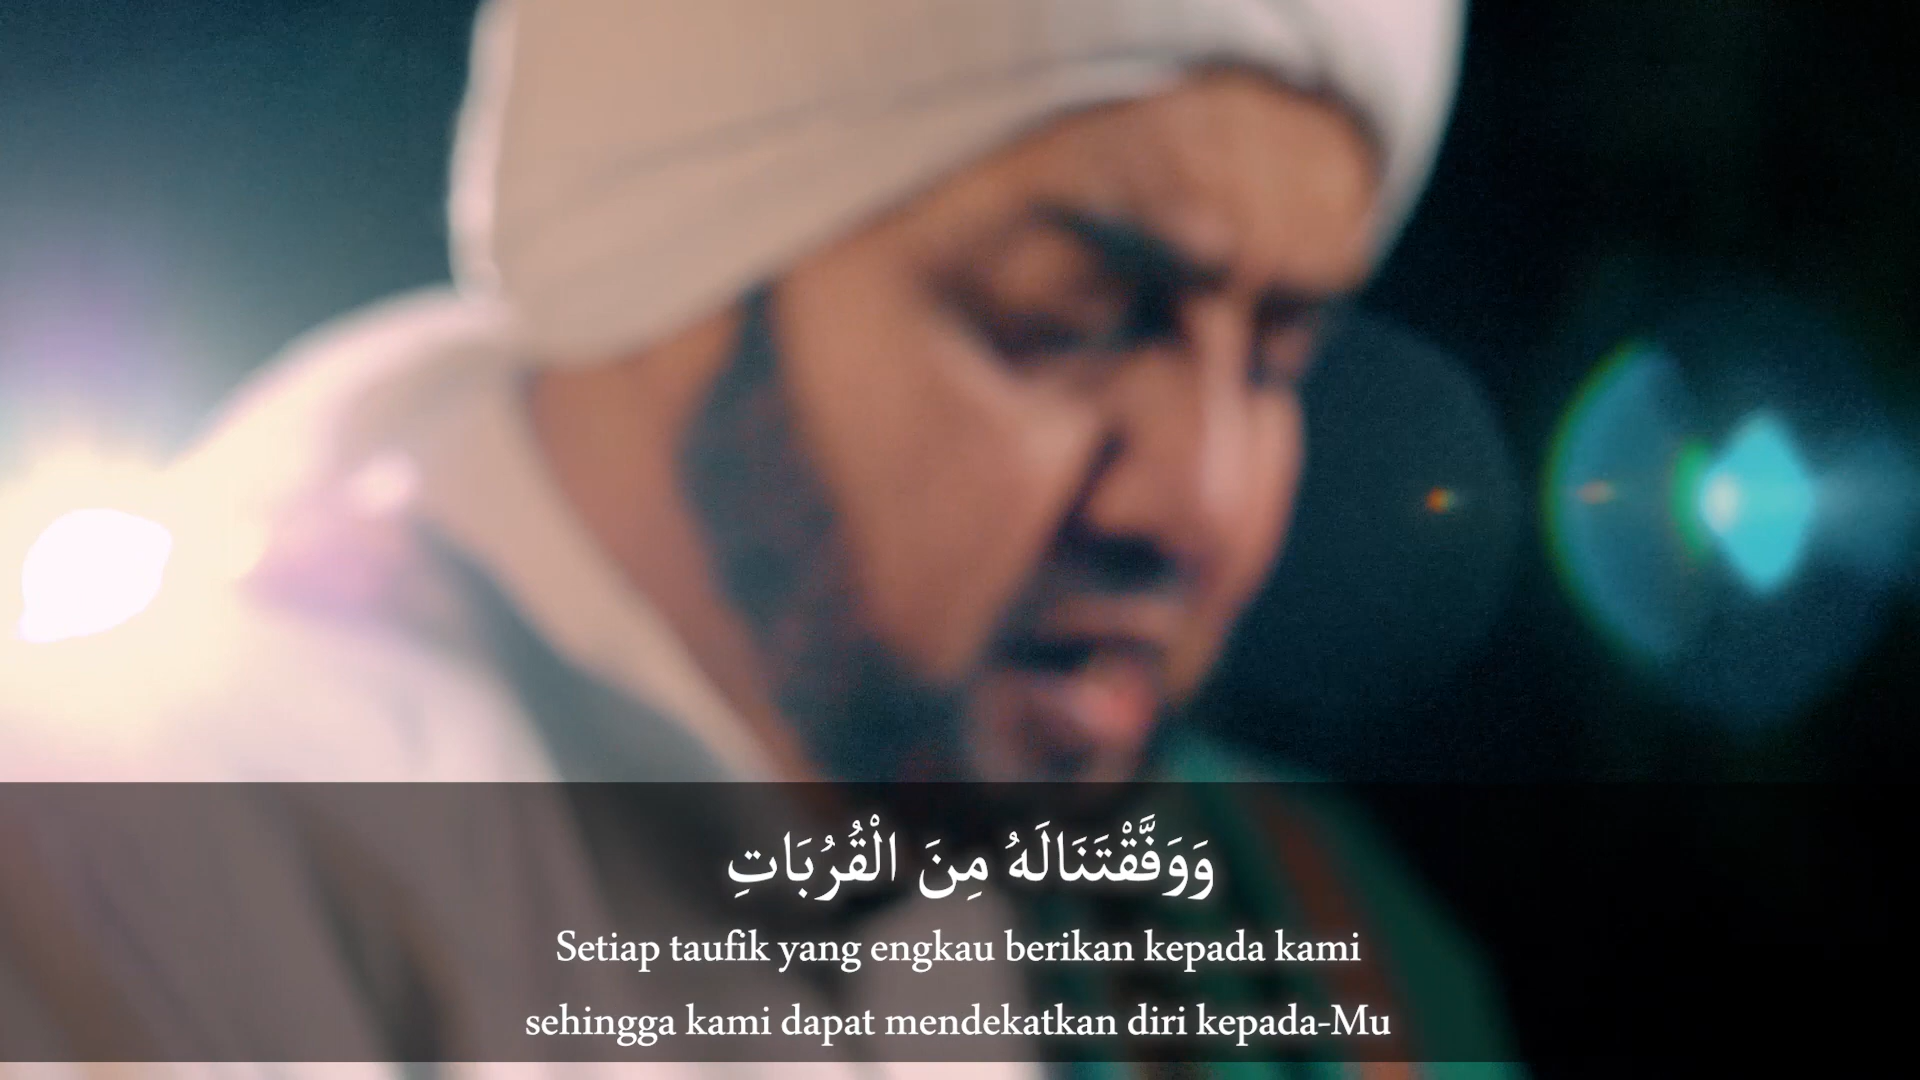 وَوَفَّقْتَنَالَهُ مِنَ الْقُرُبَاتِ
Setiap taufik yang engkau berikan kepada kami
sehingga kami dapat mendekatkan diri kepada-Mu